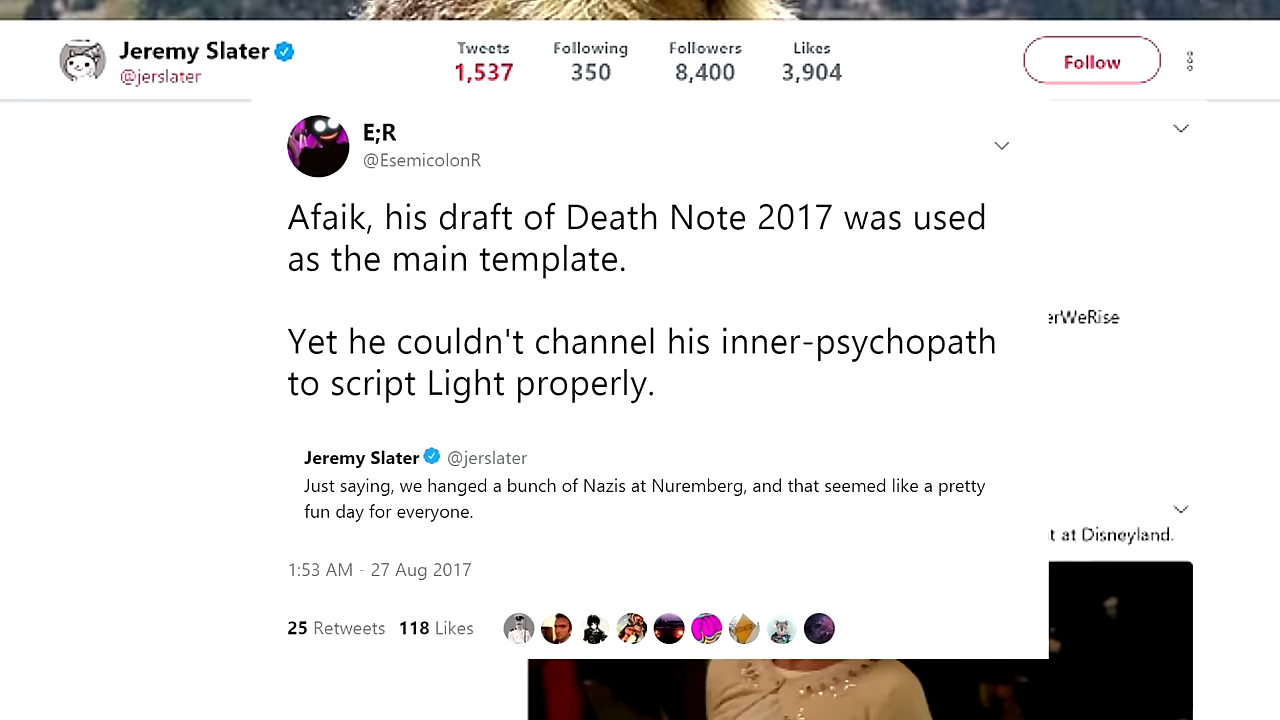 Jeremy Slater
@jerslater
Tweets
1,537
Following
350
Followers
8,400
Likes
3,904
Follow
E;R
@EsemicolonR
Afaik, his draft of Death Note 2017 was used
as the main template.
Yet he couldn't channel his inner-psychopath
to script Light properly.
Jeremy Slater @jerslater
Just saying, we hanged a bunch of Nazis at Nuremberg, and that seemed like a pretty
fun day for everyone.
1:53 AM - 27 Aug 2017
25 Retweets 118 Likes
erWeRise
t at Disneyland.